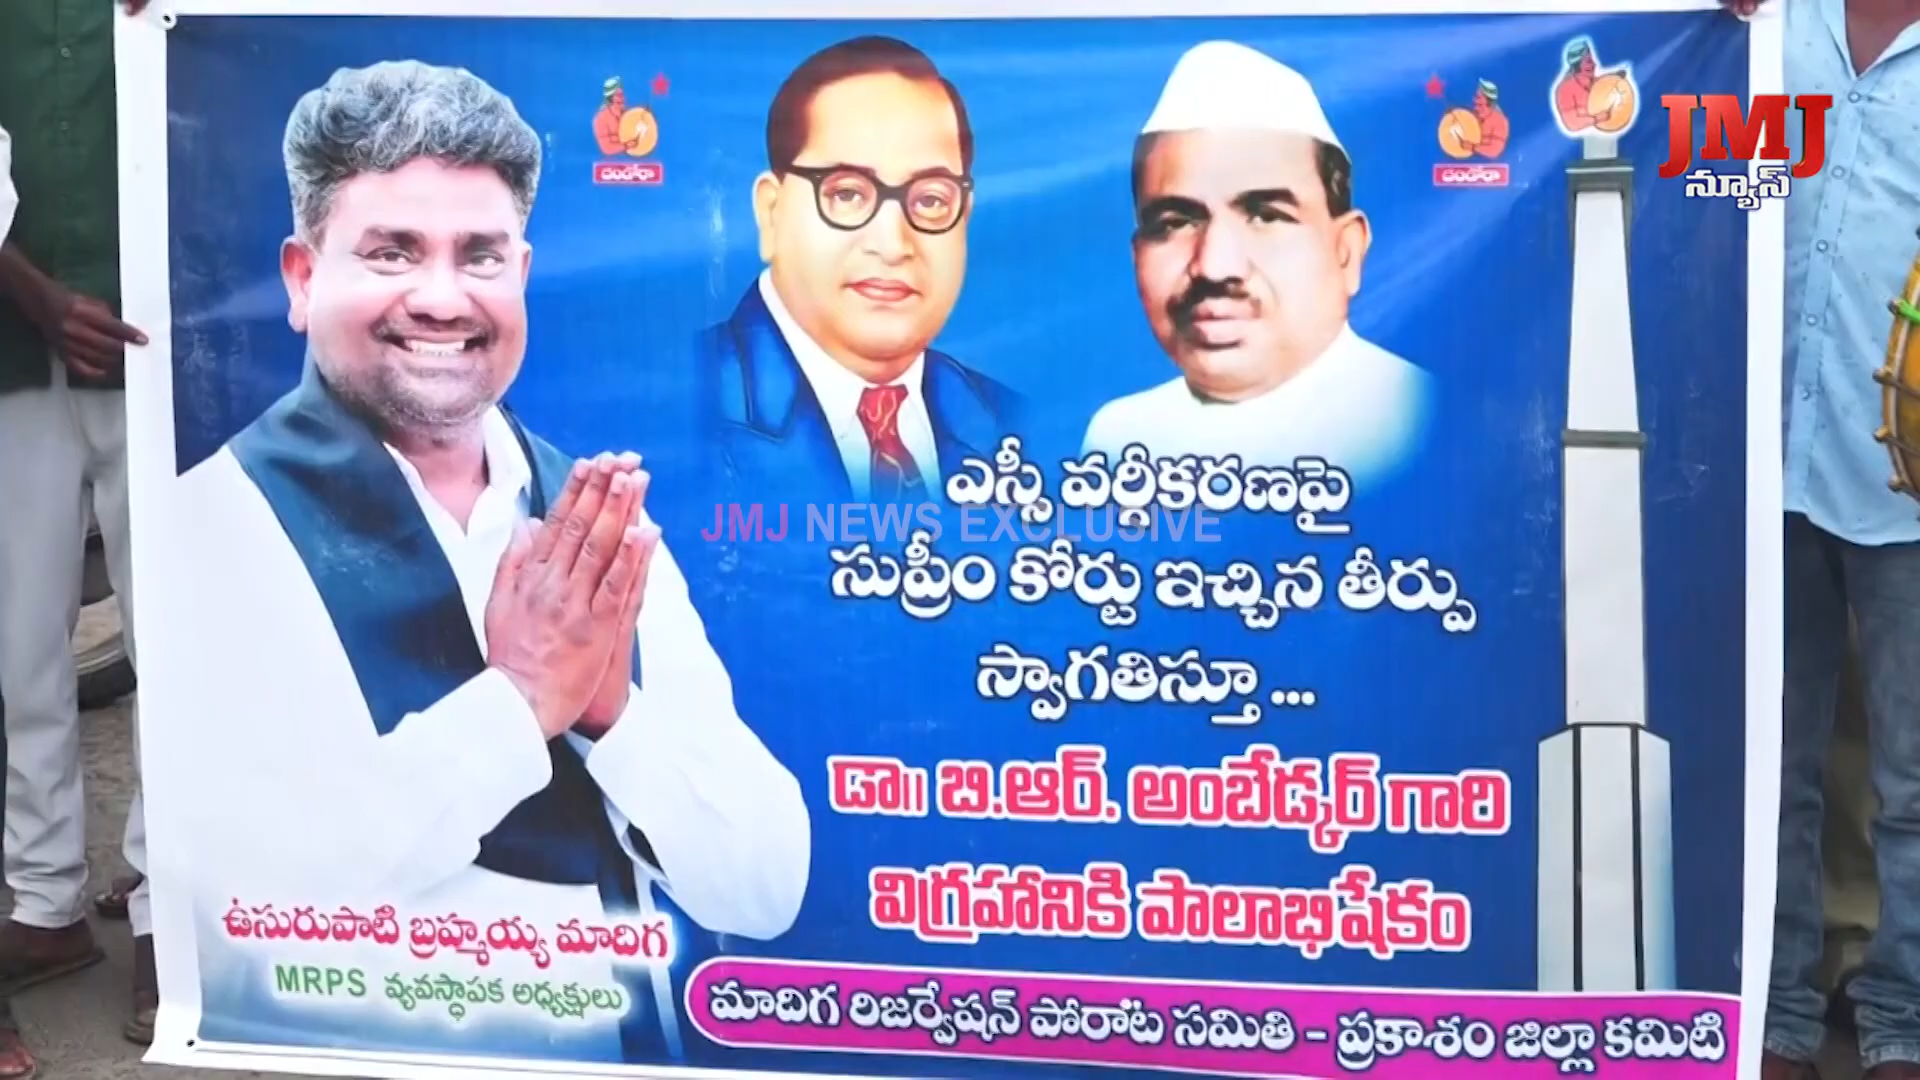 JMJ
న్యూస్
దండోరా
దండోరా
ఎస్సీ వర్గీకరణపై
JMJ NEWS EXCLUSIVE
సుప్రీం కోర్టు ఇచ్చిన తీర్పు
స్వాగతిస్తూ ...
డా|| బి.ఆర్. అంబేడ్కర్ గారి
విగ్రహానికి పాలాభిషేకం
ఉసురుపాటి బ్రహ్మయ్య మాదిగ
MRPS వ్యవస్థాపక అధ్యక్షులు
మాదిగ రిజర్వేషన్ పోరాట సమితి - ప్రకాశం జిల్లా కమిటి